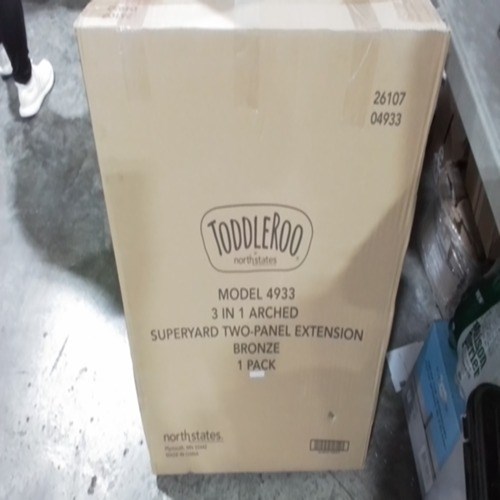 26107
04933
TODDLEROO
northstates
MODEL 4933
3 IN 1 ARCHED
SUPERYARD TWO-PANEL EXTENSION
BRONZE
1 PACK
northstates